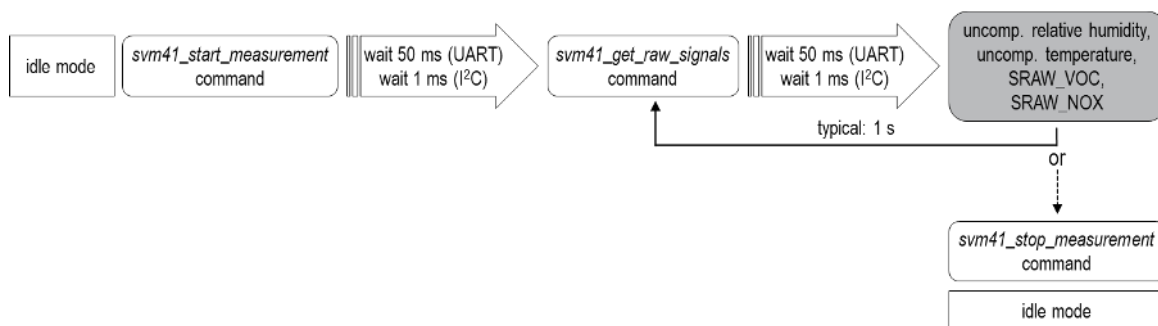 idle mode
svm41_start_measurement
command
wait 50 ms (UART)
wait 1 ms (I²C)
svm41_get_raw_signals
command
wait 50 ms (UART)
wait 1 ms (I²C)
uncomp. relative humidity,
uncomp. temperature,
SRAW_VOC,
SRAW_NOX
typical: 1 s
or
svm41_stop_measurement
command
idle mode